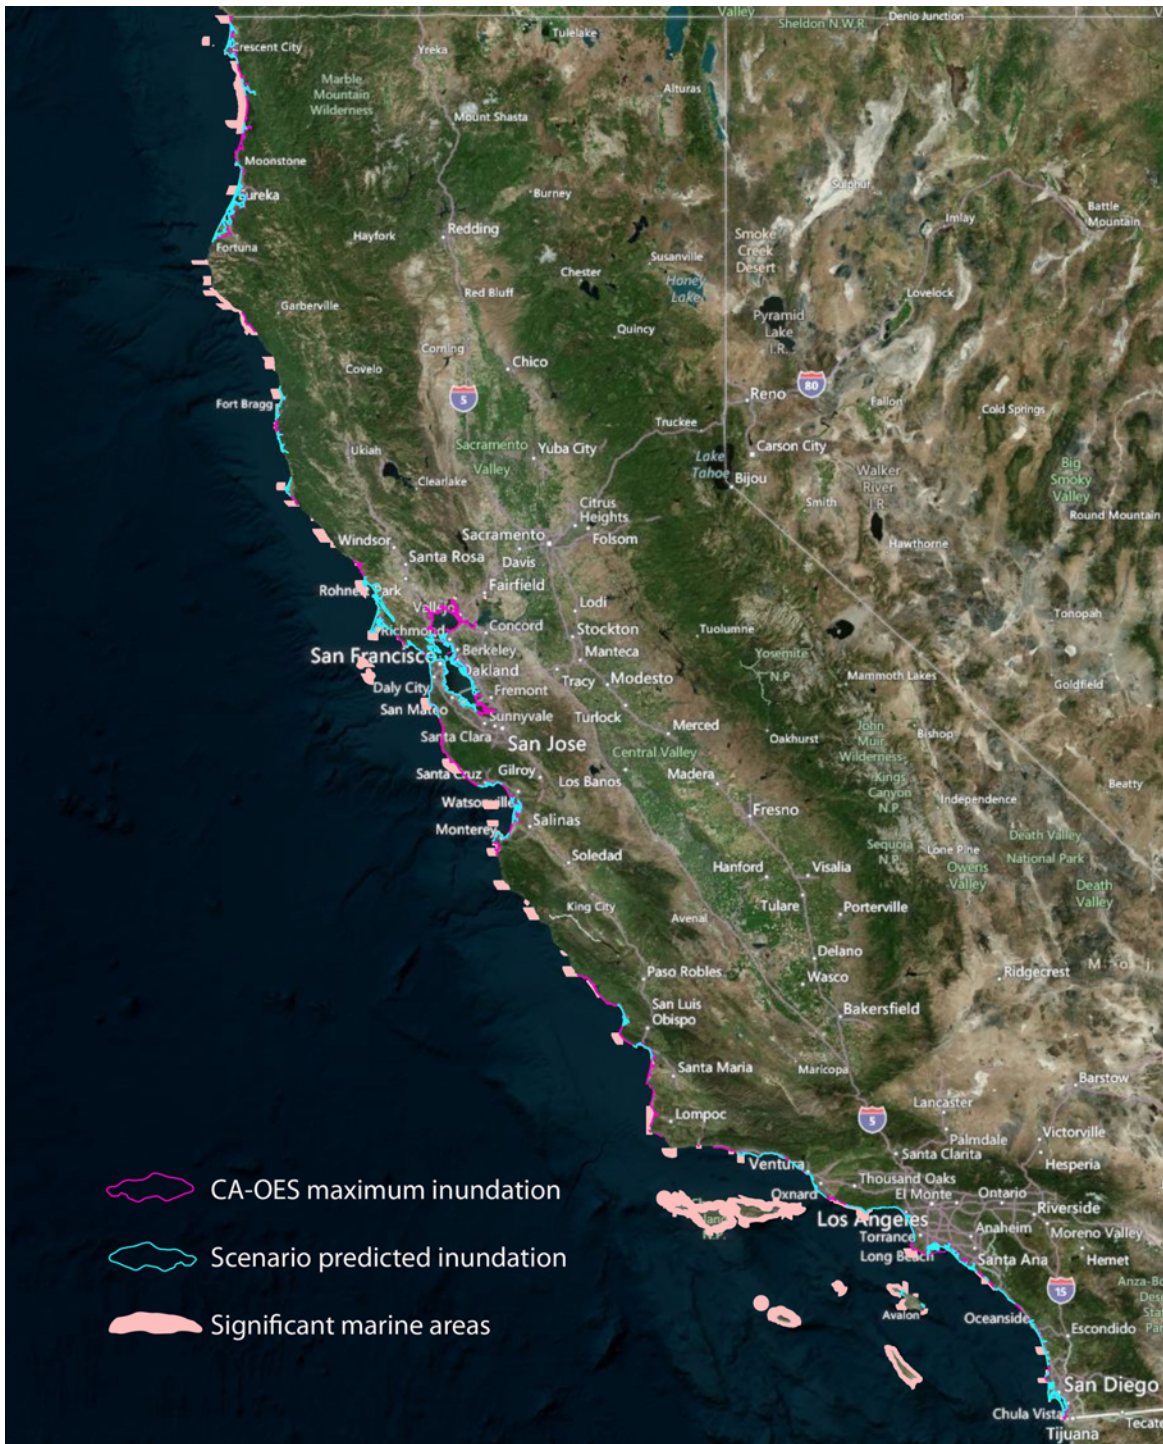 Valley
Sheldon N.W.R.
Denio Junction
Tulelake
Crescent City
Yreka
Marble
Mountain
Wilderness
Alturas
Mount Shasta
Moonstone
Eureka
Burney
Sulphur
Battle
Mountain
Imlay
Hayfork
Redding
Fortuna
Smoke
Creek
Desert
Susanville
Chester
Honey
Lake
Red Bluff
Lovelock
Garberville
Pyramid
Lake
I.R.
Quincy
Corning
Chico
Covelo
5
80
Reno
Fallon
Cold Springs
Fort Bragg
Truckee
Ukiah
Sacramento
Valley
Yuba City
Carson City
Lake
Tahoe
Bijou
Walker
River
I.R.
Big
Smoky
Valley
Clearlake
Smith
Round Mountain
Citrus
Heights
Sacramento
Folsom
Windsor
Davis
Hawthorne
Santa Rosa
Fairfield
Rohnert Park
Vallejo
Lodi
Tonopah
Richmond
Concord
Stockton
Tuolumne
San Francisco
Berkeley
Manteca
Yosemite
N.P.
Oakland
Daly City
Fremont
Tracy
Modesto
Mammoth Lakes
Goldfield
San Mateo
Sunnyvale
Turlock
Merced
John
Muir
Wilderness
Bishop
Santa Clara
San Jose
Oakhurst
Central Valley
Santa Cruz
Gilroy
Los Banos
Madera
Kings
Canyon
N.P.
Independence
Beatty
Watsonville
Salinas
Fresno
Monterey
Death Valley
National Park
Sequoia
N.P.
Lone Pine
Soledad
Hanford
Visalia
Owens
Valley
Death
Valley
King City
Avenal
Tulare
Porterville
Delano
Paso Robles
Wasco
Ridgecrest
San Luis
Obispo
Bakersfield
Santa Maria
Maricopa
Barstow
Lompoc
5
Lancaster
Palmdale
Victorville
Santa Clarita
Hesperia
Ventura
Thousand Oaks
CA-OES maximum inundation
Oxnard
El Monte
Ontario
Riverside
Los Angeles
Anaheim
Moreno Valley
Torrance
Scenario predicted inundation
Long Beach
Santa Ana
Hemet
15
Avalon
Oceanside
Significant marine areas
Escondido
San Diego
Chula Vista
Tijuana
Tecate